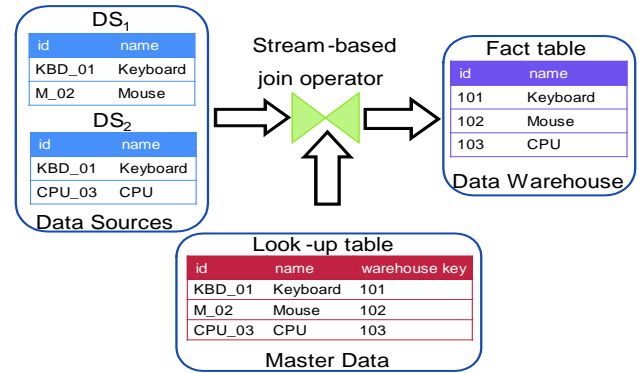 DS1
id name
KBD_01 Keyboard
M_02 Mouse
DS2
id name
KBD_01 Keyboard
CPU_03 CPU
Data Sources
Stream-based
join operator
Fact table
id name
101 Keyboard
102 Mouse
103 CPU
Data Warehouse
Look-up table
id name warehouse key
KBD_01 Keyboard 101
M_02 Mouse 102
CPU_03 CPU 103
Master Data